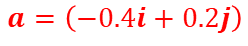 a = (−0.4i + 0.2j)